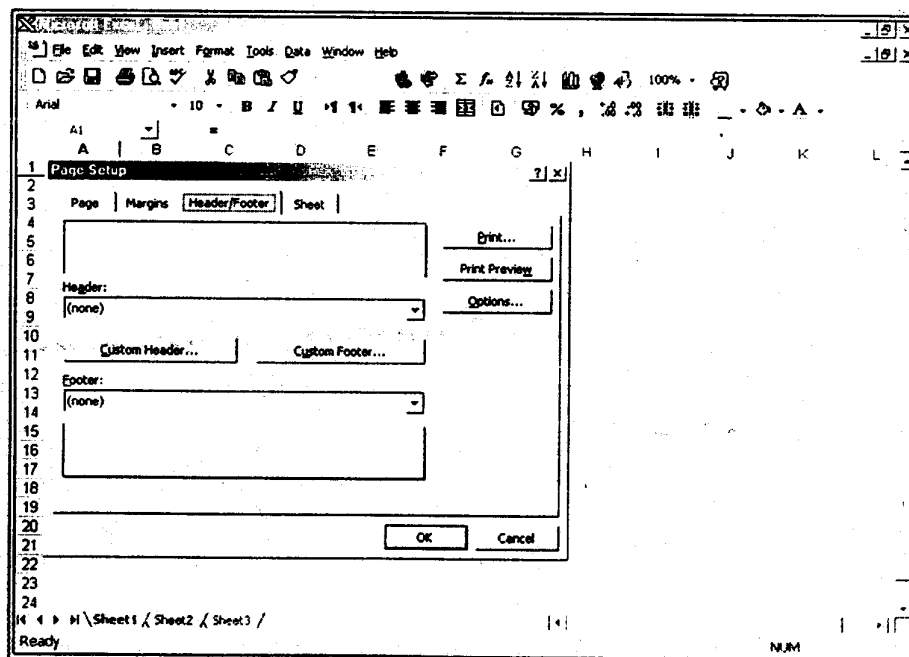 File Edit View Insert Format Tools Data Window Help
100%
Arial 10 B I U % , A
A1 =
A B C D E F G H I J K L
Page Setup ? ×
Page Margins Header/Footer Sheet
Print...
Print Preview
Options...
Header:
(none)
Custom Header... Custom Footer...
Footer:
(none)
OK Cancel
1
2
3
4
5
6
7
8
9
10
11
12
13
14
15
16
17
18
19
20
21
22
23
24
Sheet1 Sheet2 Sheet3
Ready NUM